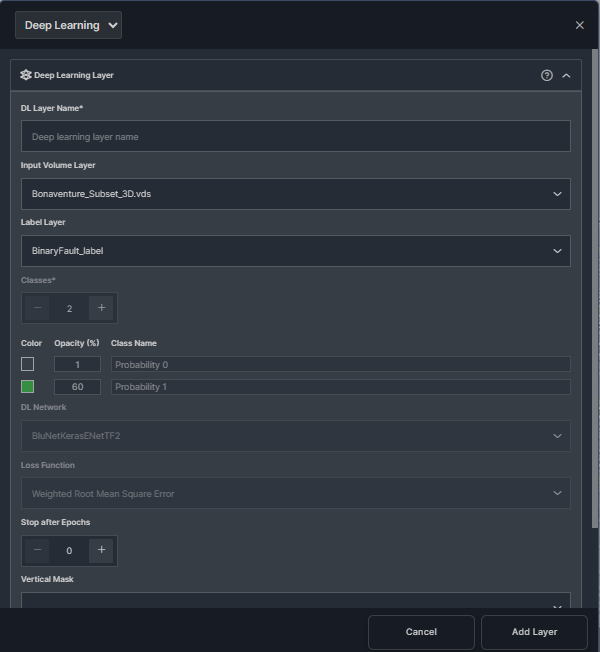 Deep Learning
Deep Learning Layer
DL Layer Name*
Deep learning layer name
Input Volume Layer
Bonaventure_Subset_3D.vds
Label Layer
BinaryFault_label
Classes*
2
Color Opacity (%) Class Name
1 Probability 0
60 Probability 1
DL Network
BluNetKerasENetTF2
Loss Function
Weighted Root Mean Square Error
Stop after Epochs
0
Vertical Mask
Cancel Add Layer